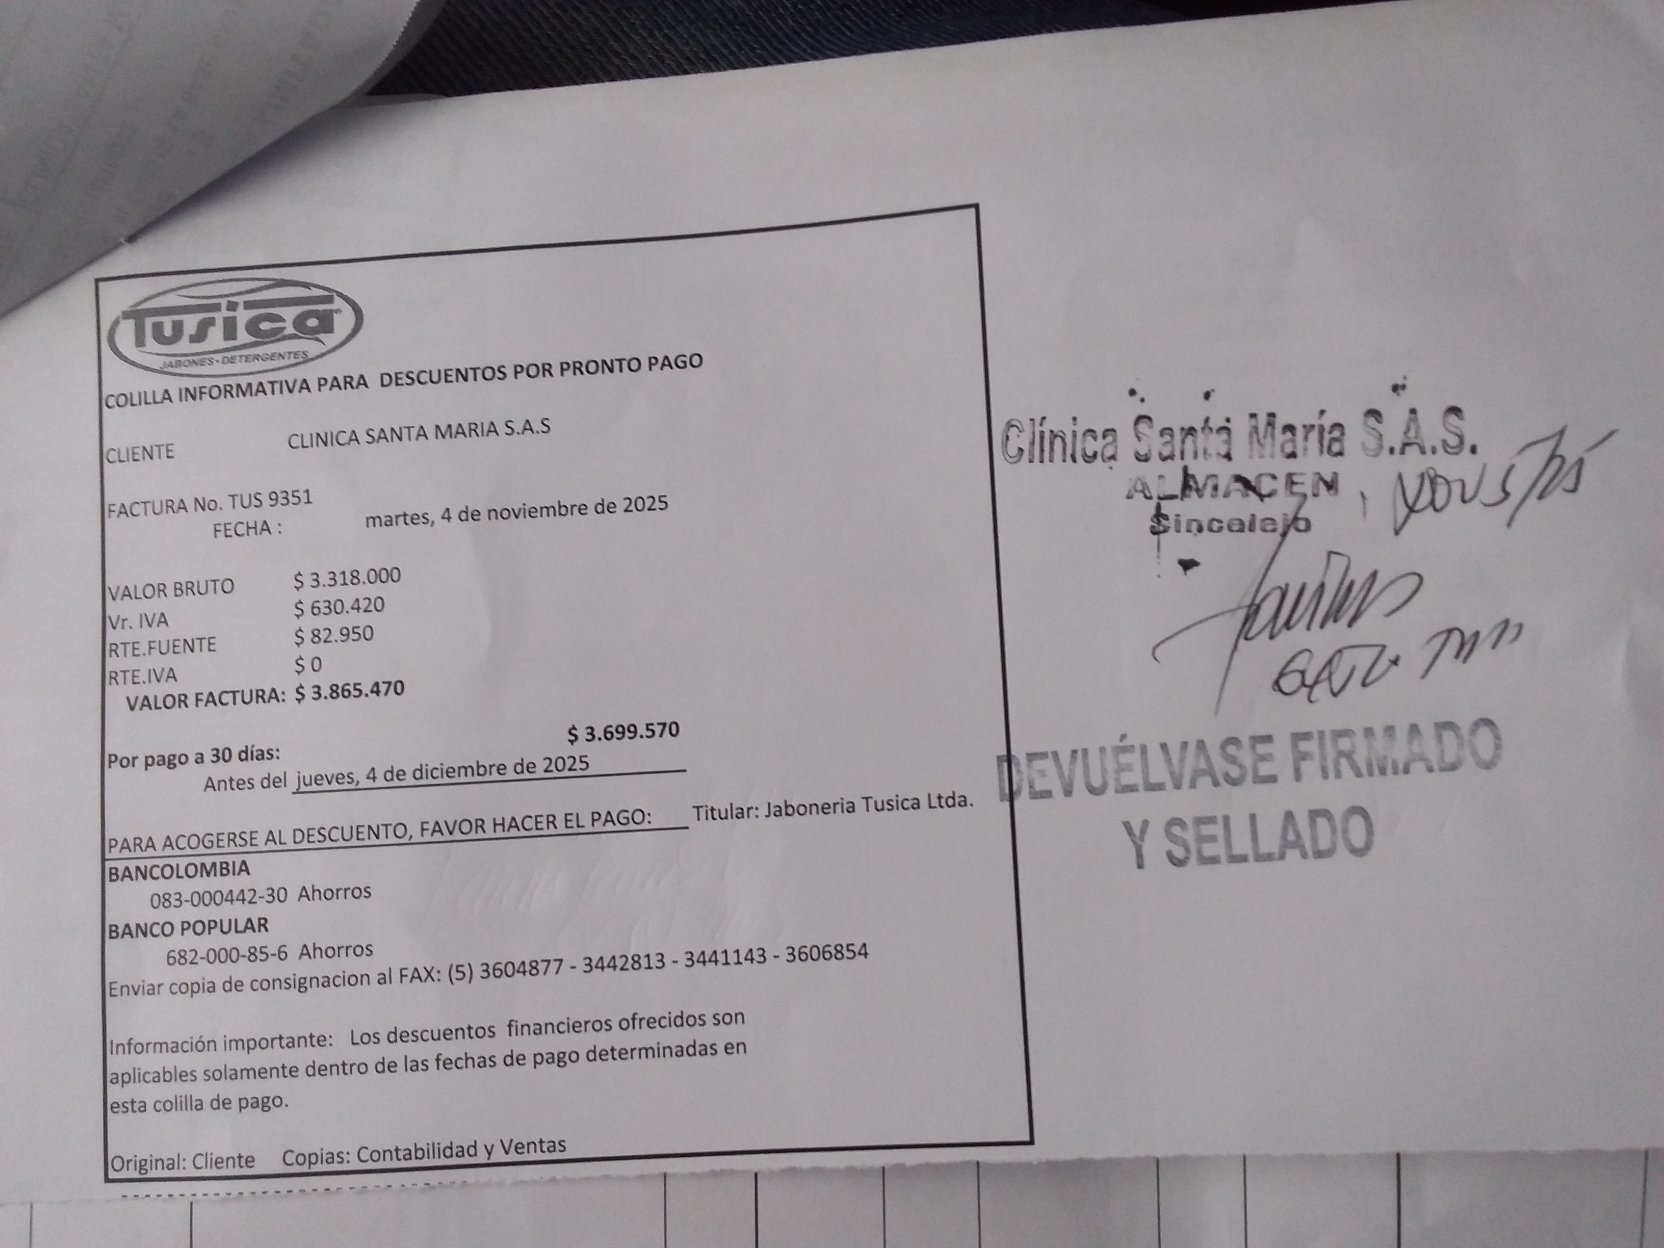 Tusica
JABONES-DETERGENTES
COLILLA INFORMATIVA PARA DESCUENTOS POR PRONTO PAGO
CLIENTE CLINICA SANTA MARIA S.A.S
FACTURA No. TUS 9351
FECHA : martes, 4 de noviembre de 2025
VALOR BRUTO $ 3.318.000
Vr. IVA $ 630.420
RTE.FUENTE $ 82.950
RTE.IVA $ 0
VALOR FACTURA: $ 3.865.470
Por pago a 30 días: $ 3.699.570
Antes del jueves, 4 de diciembre de 2025
PARA ACOGERSE AL DESCUENTO, FAVOR HACER EL PAGO: Titular: Jaboneria Tusica Ltda.
BANCOLOMBIA
083-000442-30 Ahorros
BANCO POPULAR
682-000-85-6 Ahorros
Enviar copia de consignacion al FAX: (5) 3604877 - 3442813 - 3441143 - 3606854
Información importante: Los descuentos financieros ofrecidos son
aplicables solamente dentro de las fechas de pago determinadas en
esta colilla de pago.
Original: Cliente Copias: Contabilidad y Ventas
Clínica Santa María S.A.S.
ALMACEN
Sincelejo
DEVUÉLVASE FIRMADO
Y SELLADO